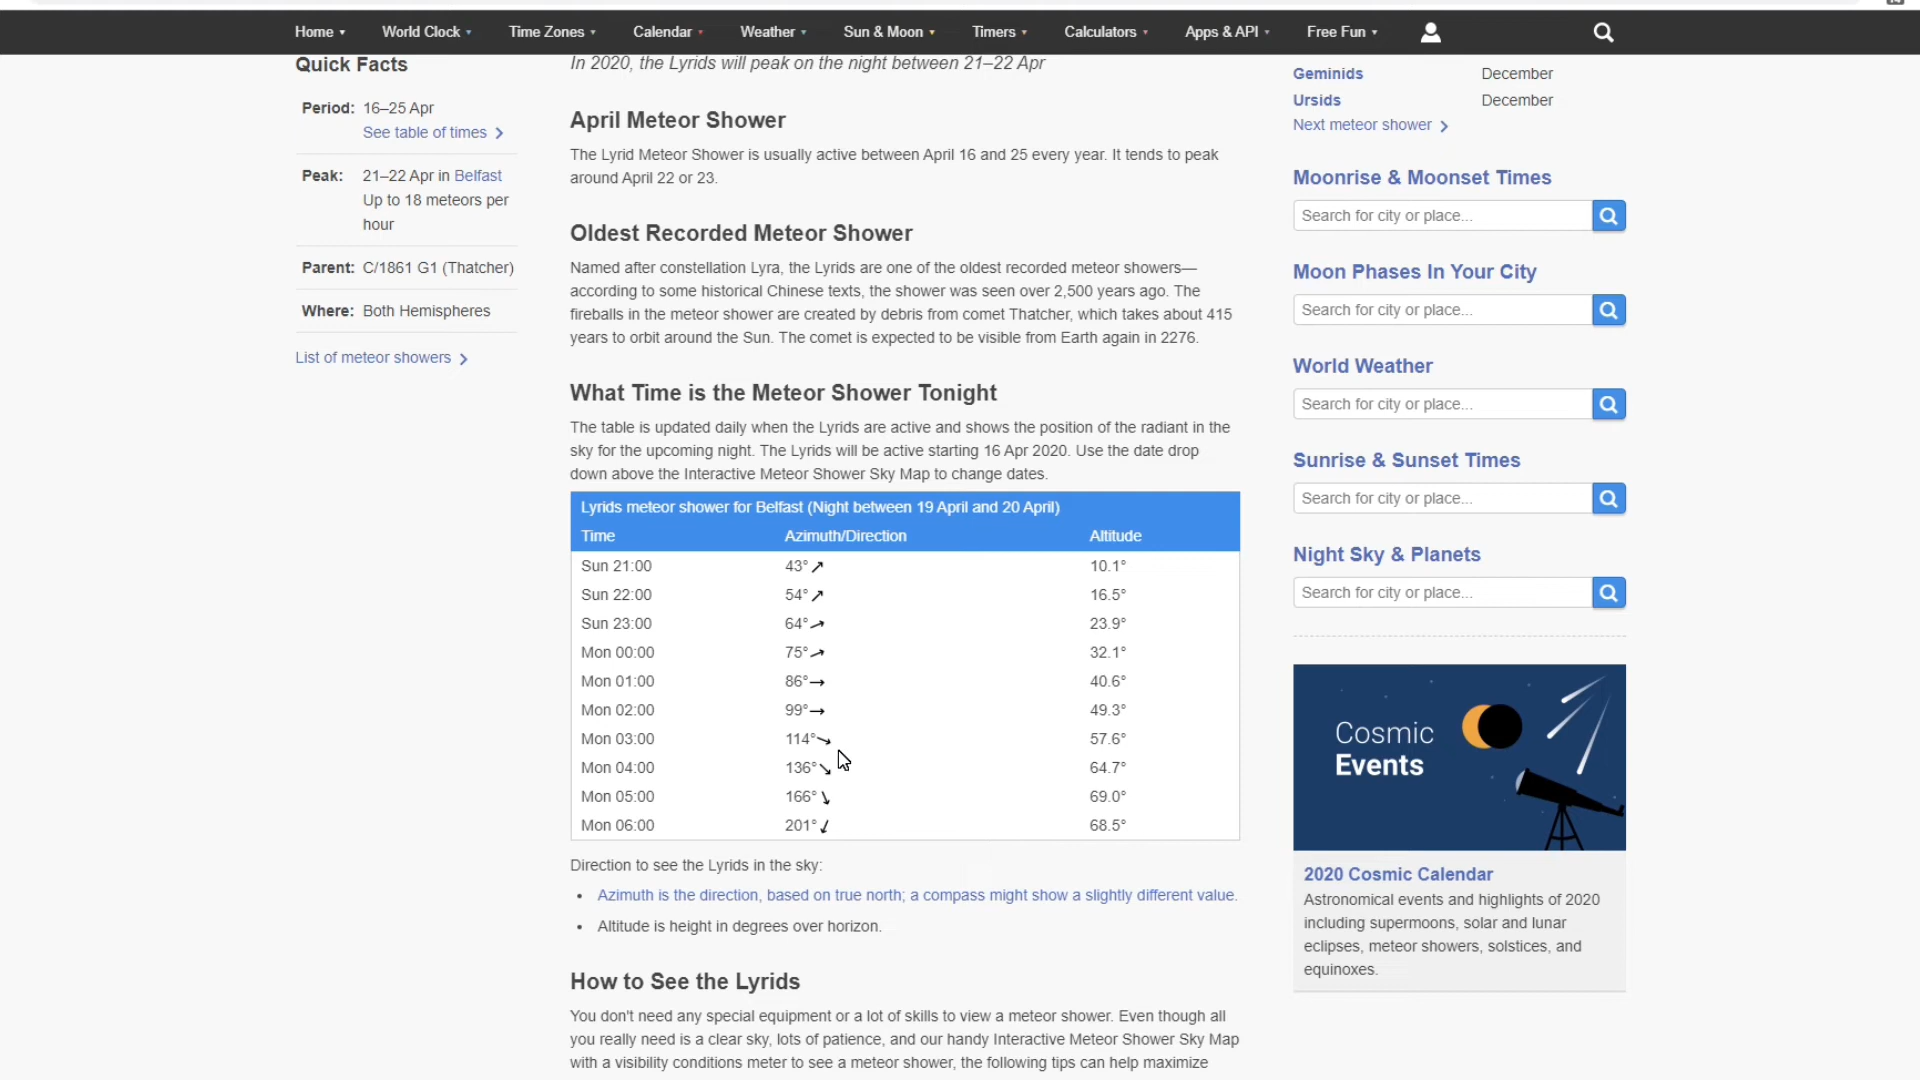 Home
World Clock
Time Zones
Calendar
Weather
Sun & Moon
Timers
Calculators
Apps & API
Free Fun
Quick Facts
Period: 16–25 Apr
See table of times
Peak: 21–22 Apr in Belfast
Up to 18 meteors per
hour
Parent: C/1861 G1 (Thatcher)
Where: Both Hemispheres
List of meteor showers
In 2020, the Lyrids will peak on the night between 21–22 Apr
April Meteor Shower
The Lyrid Meteor Shower is usually active between April 16 and 25 every year. It tends to peak
around April 22 or 23.
Oldest Recorded Meteor Shower
Named after constellation Lyra, the Lyrids are one of the oldest recorded meteor showers—
according to some historical Chinese texts, the shower was seen over 2,500 years ago. The
fireballs in the meteor shower are created by debris from comet Thatcher, which takes about 415
years to orbit around the Sun. The comet is expected to be visible from Earth again in 2276.
What Time is the Meteor Shower Tonight
The table is updated daily when the Lyrids are active and shows the position of the radiant in the
sky for the upcoming night. The Lyrids will be active starting 16 Apr 2020. Use the date drop
down above the Interactive Meteor Shower Sky Map to change dates.
Lyrids meteor shower for Belfast (Night between 19 April and 20 April)
Time Azimuth/Direction Altitude
Sun 21:00 43° 10.1°
Sun 22:00 54° 16.5°
Sun 23:00 64° 23.9°
Mon 00:00 75° 32.1°
Mon 01:00 86° 40.6°
Mon 02:00 99° 49.3°
Mon 03:00 114° 57.6°
Mon 04:00 136° 64.7°
Mon 05:00 166° 69.0°
Mon 06:00 201° 68.5°
Direction to see the Lyrids in the sky:
• Azimuth is the direction, based on true north; a compass might show a slightly different value.
• Altitude is height in degrees over horizon.
How to See the Lyrids
You don't need any special equipment or a lot of skills to view a meteor shower. Even though all
you really need is a clear sky, lots of patience, and our handy Interactive Meteor Shower Sky Map
with a visibility conditions meter to see a meteor shower, the following tips can help maximize
Geminids December
Ursids December
Next meteor shower
Moonrise & Moonset Times
Search for city or place...
Moon Phases In Your City
Search for city or place...
World Weather
Search for city or place...
Sunrise & Sunset Times
Search for city or place...
Night Sky & Planets
Search for city or place...
Cosmic
Events
2020 Cosmic Calendar
Astronomical events and highlights of 2020
including supermoons, solar and lunar
eclipses, meteor showers, solstices, and
equinoxes.